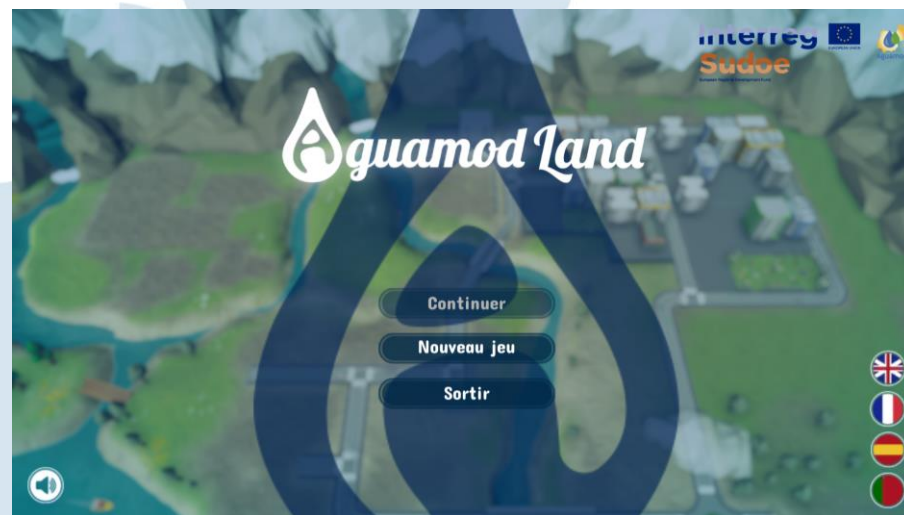 Interreg
Sudoe
aguamod Land
Continuer
Nouveau jeu
Sortir